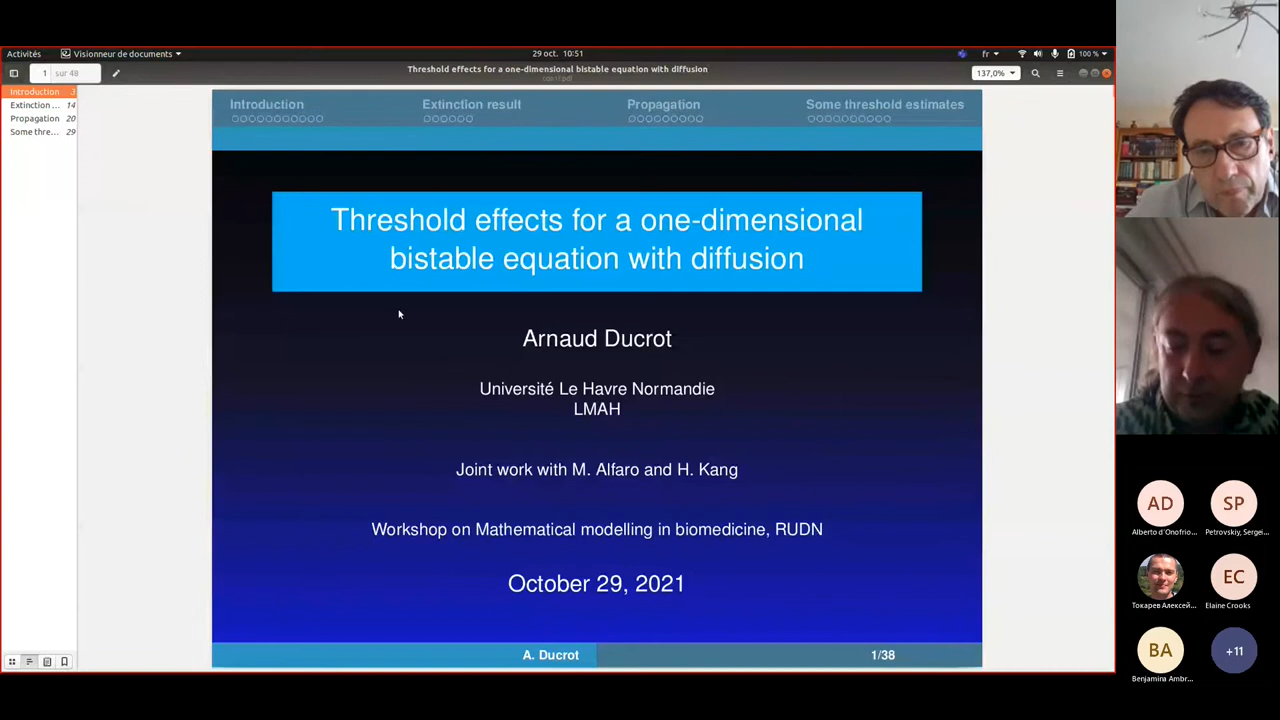 Activités
Visionneur de documents
29 oct. 10:51
fr
100 %
1
sur 48
Threshold effects for a one-dimensional bistable equation with diffusion
137,0%
Introduction 3
Extinction ... 14
Propagation 20
Some thre... 29
Introduction
Extinction result
Propagation
Some threshold estimates
Threshold effects for a one-dimensional
bistable equation with diffusion
Arnaud Ducrot
Université Le Havre Normandie
LMAH
Joint work with M. Alfaro and H. Kang
Workshop on Mathematical modelling in biomedicine, RUDN
October 29, 2021
A. Ducrot
1/38
AD
SP
Alberto d'Onofrio...
Petrovskiy, Sergei...
EC
Токарев Алексей...
Elaine Crooks
BA
+11
Benjamina Ambr...